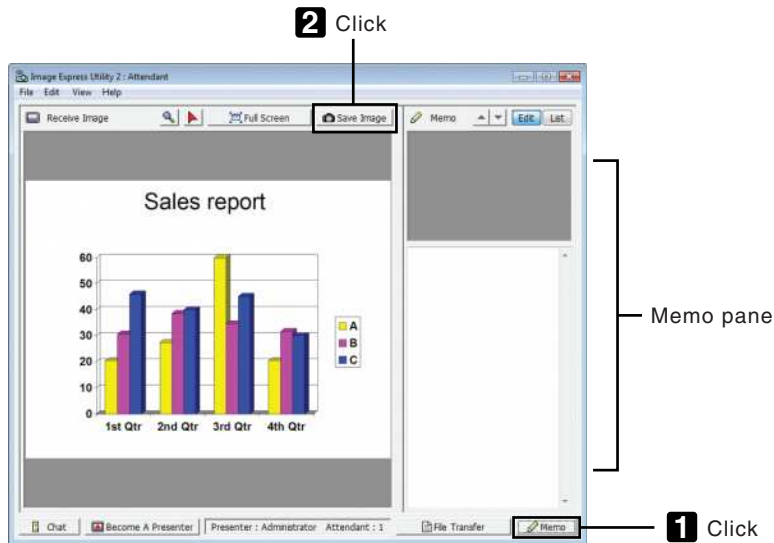 2 Click
Image Express Utility 2 : Attendant
File Edit View Help
Receive Image
Full Screen
Save Image
Memo
Edit
List
Sales report
60
50
40
30
20
10
0
1st Qtr 2nd Qtr 3rd Qtr 4th Qtr
A
B
C
Memo pane
Chat
Become A Presenter
Presenter : Administrator Attendant : 1
File Transfer
Memo
1 Click